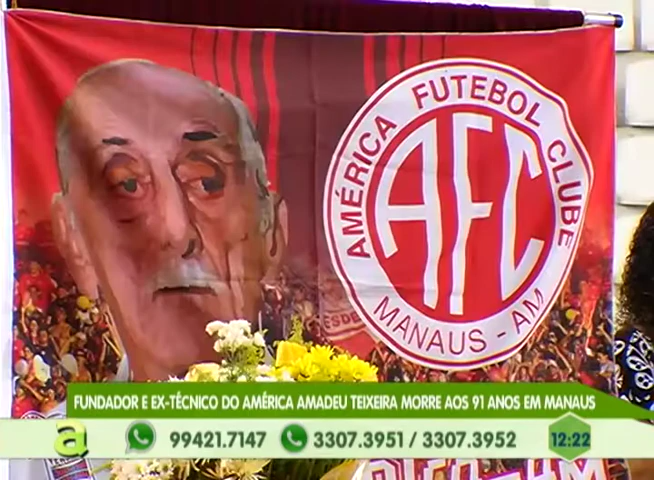 AMÉRICA FUTEBOL CLUBE
AFC
MANAUS - AM
DESDE
FUNDADOR E EX-TÉCNICO DO AMÉRICA AMADEU TEIXEIRA MORRE AOS 91 ANOS EM MANAUS
a
99421.7147
3307.3951 / 3307.3952
12:22